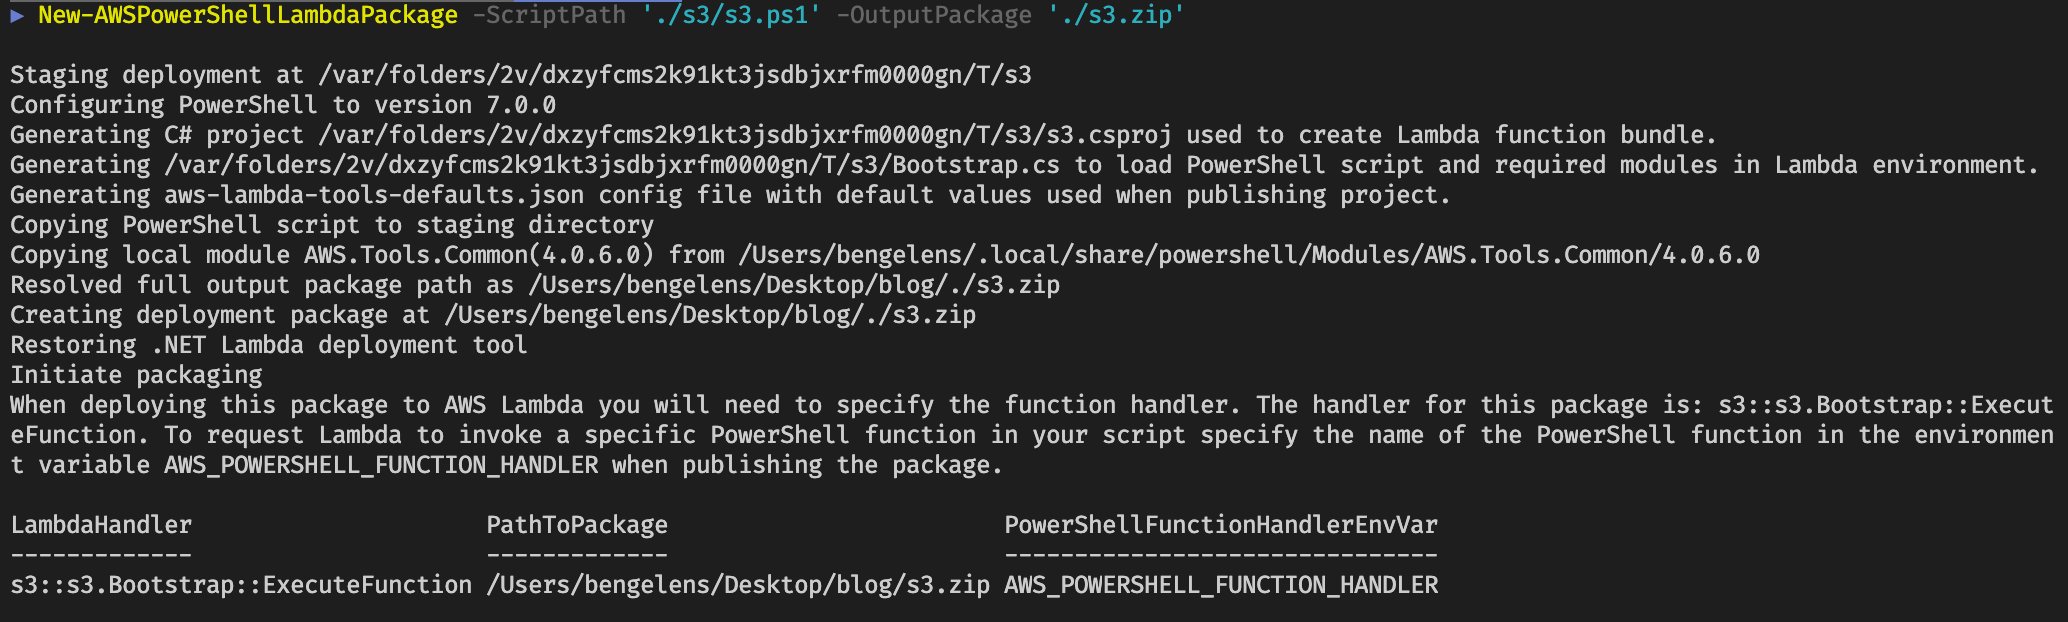 ▶ New-AWSPowerShellLambdaPackage -ScriptPath './s3/s3.ps1' -OutputPackage './s3.zip'
Staging deployment at /var/folders/2v/dxzyfcms2k91kt3jsdbjxrfm0000gn/T/s3
Configuring PowerShell to version 7.0.0
Generating C# project /var/folders/2v/dxzyfcms2k91kt3jsdbjxrfm0000gn/T/s3/s3.csproj used to create Lambda function bundle.
Generating /var/folders/2v/dxzyfcms2k91kt3jsdbjxrfm0000gn/T/s3/Bootstrap.cs to load PowerShell script and required modules in Lambda environment.
Generating aws-lambda-tools-defaults.json config file with default values used when publishing project.
Copying PowerShell script to staging directory
Copying local module AWS.Tools.Common(4.0.6.0) from /Users/bengelens/.local/share/powershell/Modules/AWS.Tools.Common/4.0.6.0
Resolved full output package path as /Users/bengelens/Desktop/blog/./s3.zip
Creating deployment package at /Users/bengelens/Desktop/blog/./s3.zip
Restoring .NET Lambda deployment tool
Initiate packaging
When deploying this package to AWS Lambda you will need to specify the function handler. The handler for this package is: s3::s3.Bootstrap::Execut
eFunction. To request Lambda to invoke a specific PowerShell function in your script specify the name of the PowerShell function in the environmen
t variable AWS_POWERSHELL_FUNCTION_HANDLER when publishing the package.
LambdaHandler PathToPackage PowerShellFunctionHandlerEnvVar
------------- ------------- -------------------------------
s3::s3.Bootstrap::ExecuteFunction /Users/bengelens/Desktop/blog/s3.zip AWS_POWERSHELL_FUNCTION_HANDLER